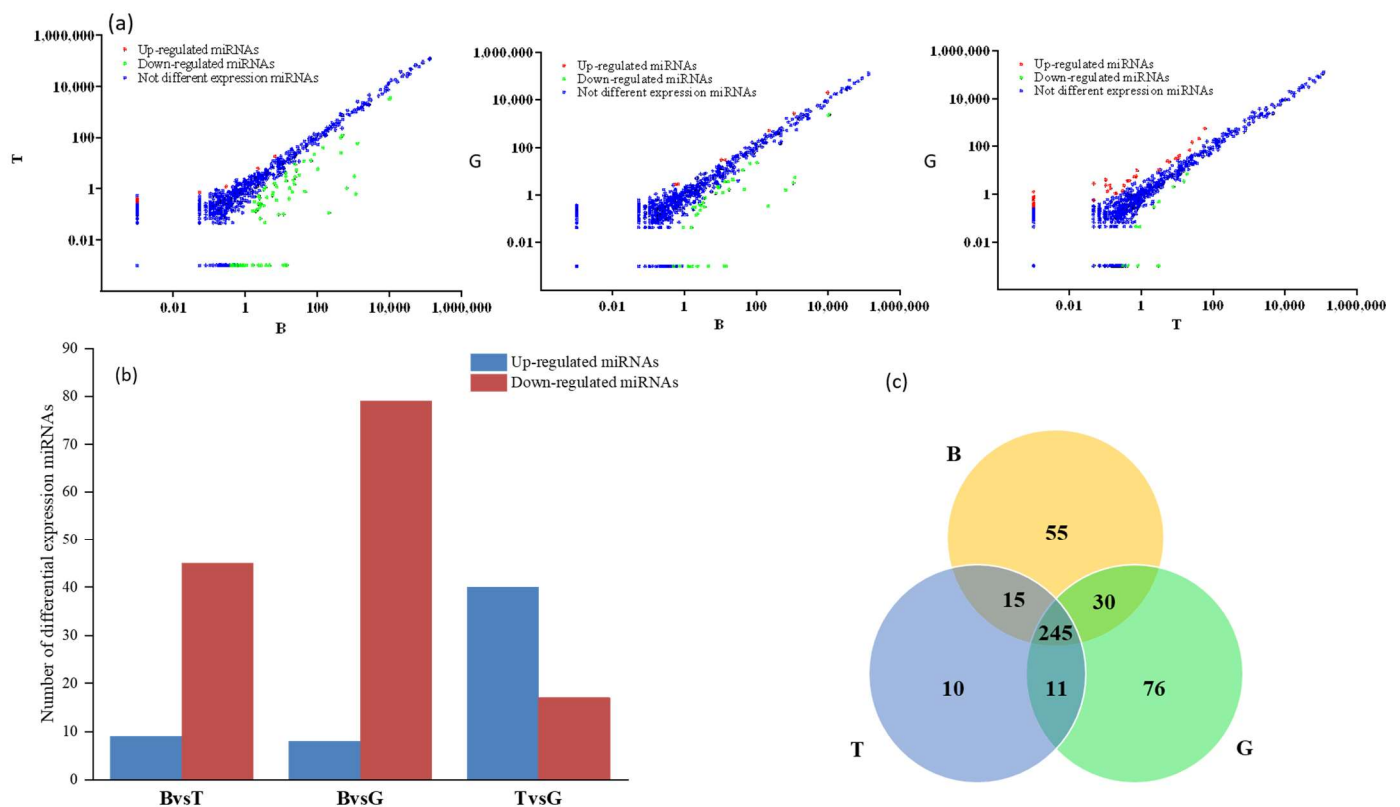 (a)
T
1,000,000
10.000
100
1
0.01
Up-regulated miRNAs
Down-regulated miRNAs
Not different expression miRNAs
0.01
1
100
10,000
1,000,000
B
G
1,000,000
10.000
100
1
0.01
Up-regulated miRNAs
Down-regulated miRNAs
Not different expression miRNAs
0.01
1
100
10,000
1,000,000
B
G
1,000,000
10.000
100
1
0.01
Up-regulated miRNAs
Down-regulated miRNAs
Not different expression miRNAs
0.01
1
100
10,000
1,000,000
T
(b)
Number of differential expression miRNAs
90
80
70
60
50
40
30
20
10
0
Up-regulated miRNAs
Down-regulated miRNAs
BvsT
BvsG
TvsG
(c)
B
55
15
30
245
10
11
76
T
G